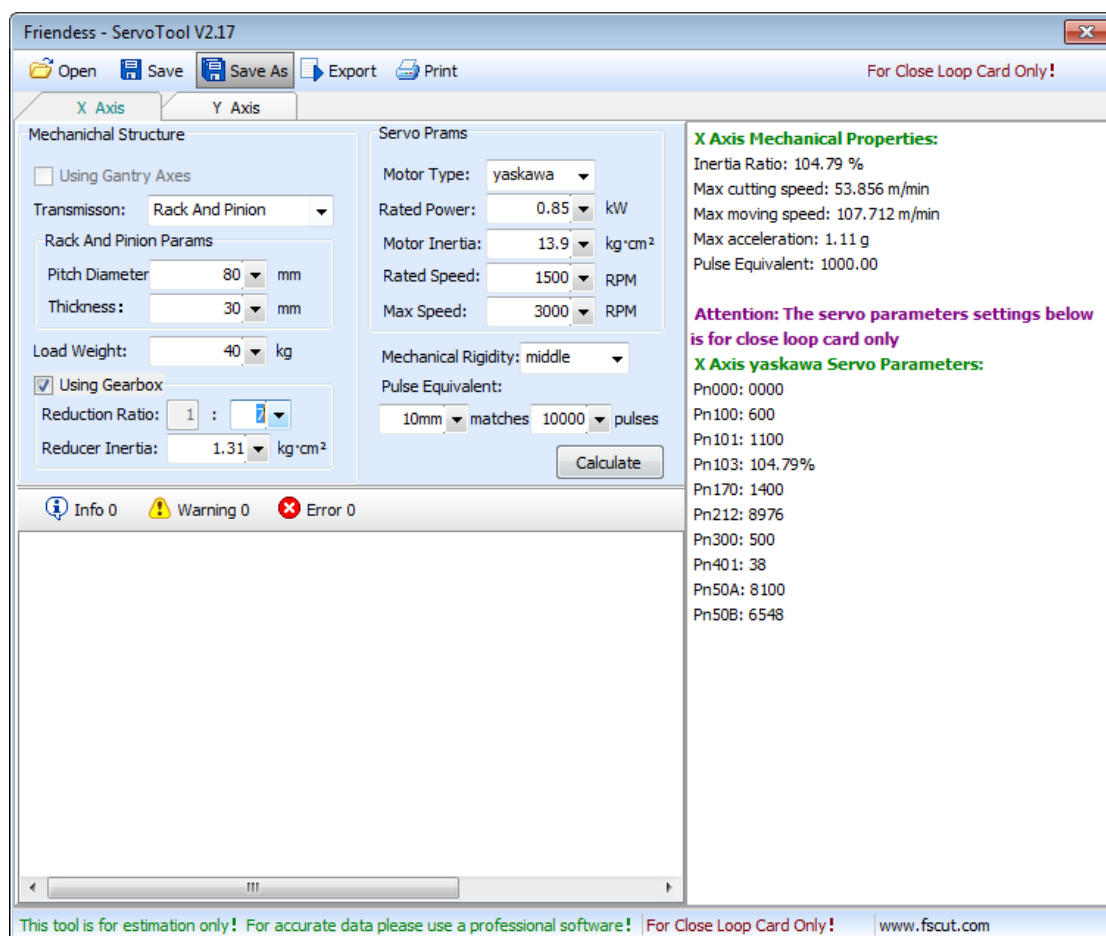 Friendess - ServoTool V2.17
Open Save Save As Export Print For Close Loop Card Only!
X Axis Y Axis
Mechanichal Structure
Using Gantry Axes
Transmisson: Rack And Pinion
Rack And Pinion Params
Pitch Diameter 80 mm
Thickness: 30 mm
Load Weight: 40 kg
Using Gearbox
Reduction Ratio: 1 : 7
Reducer Inertia: 1.31 kg·cm²
Servo Prams
Motor Type: yaskawa
Rated Power: 0.85 kW
Motor Inertia: 13.9 kg·cm²
Rated Speed: 1500 RPM
Max Speed: 3000 RPM
Mechanical Rigidity: middle
Pulse Equivalent:
10mm matches 10000 pulses
Calculate
Info 0 Warning 0 Error 0
X Axis Mechanical Properties:
Inertia Ratio: 104.79 %
Max cutting speed: 53.856 m/min
Max moving speed: 107.712 m/min
Max acceleration: 1.11 g
Pulse Equivalent: 1000.00
Attention: The servo parameters settings below
is for close loop card only
X Axis yaskawa Servo Parameters:
Pn000: 0000
Pn100: 600
Pn101: 1100
Pn103: 104.79%
Pn170: 1400
Pn212: 8976
Pn300: 500
Pn401: 38
Pn50A: 8100
Pn50B: 6548
This tool is for estimation only! For accurate data please use a professional software! For Close Loop Card Only! www.fscut.com